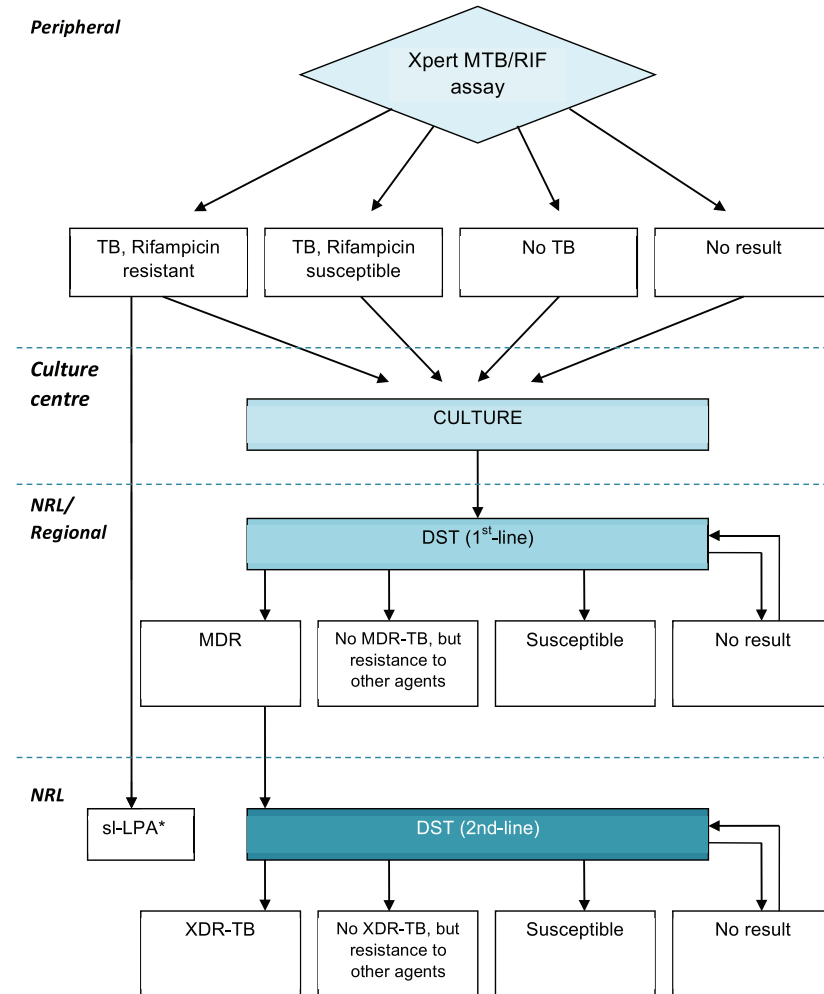 Peripheral
Xpert MTB/RIF
assay
TB, Rifampicin
resistant
TB, Rifampicin
susceptible
No TB
No result
Culture
centre
CULTURE
NRL/
Regional
DST (1st-line)
MDR
No MDR-TB, but
resistance to
other agents
Susceptible
No result
NRL
sl-LPA*
DST (2nd-line)
XDR-TB
No XDR-TB, but
resistance to
other agents
Susceptible
No result